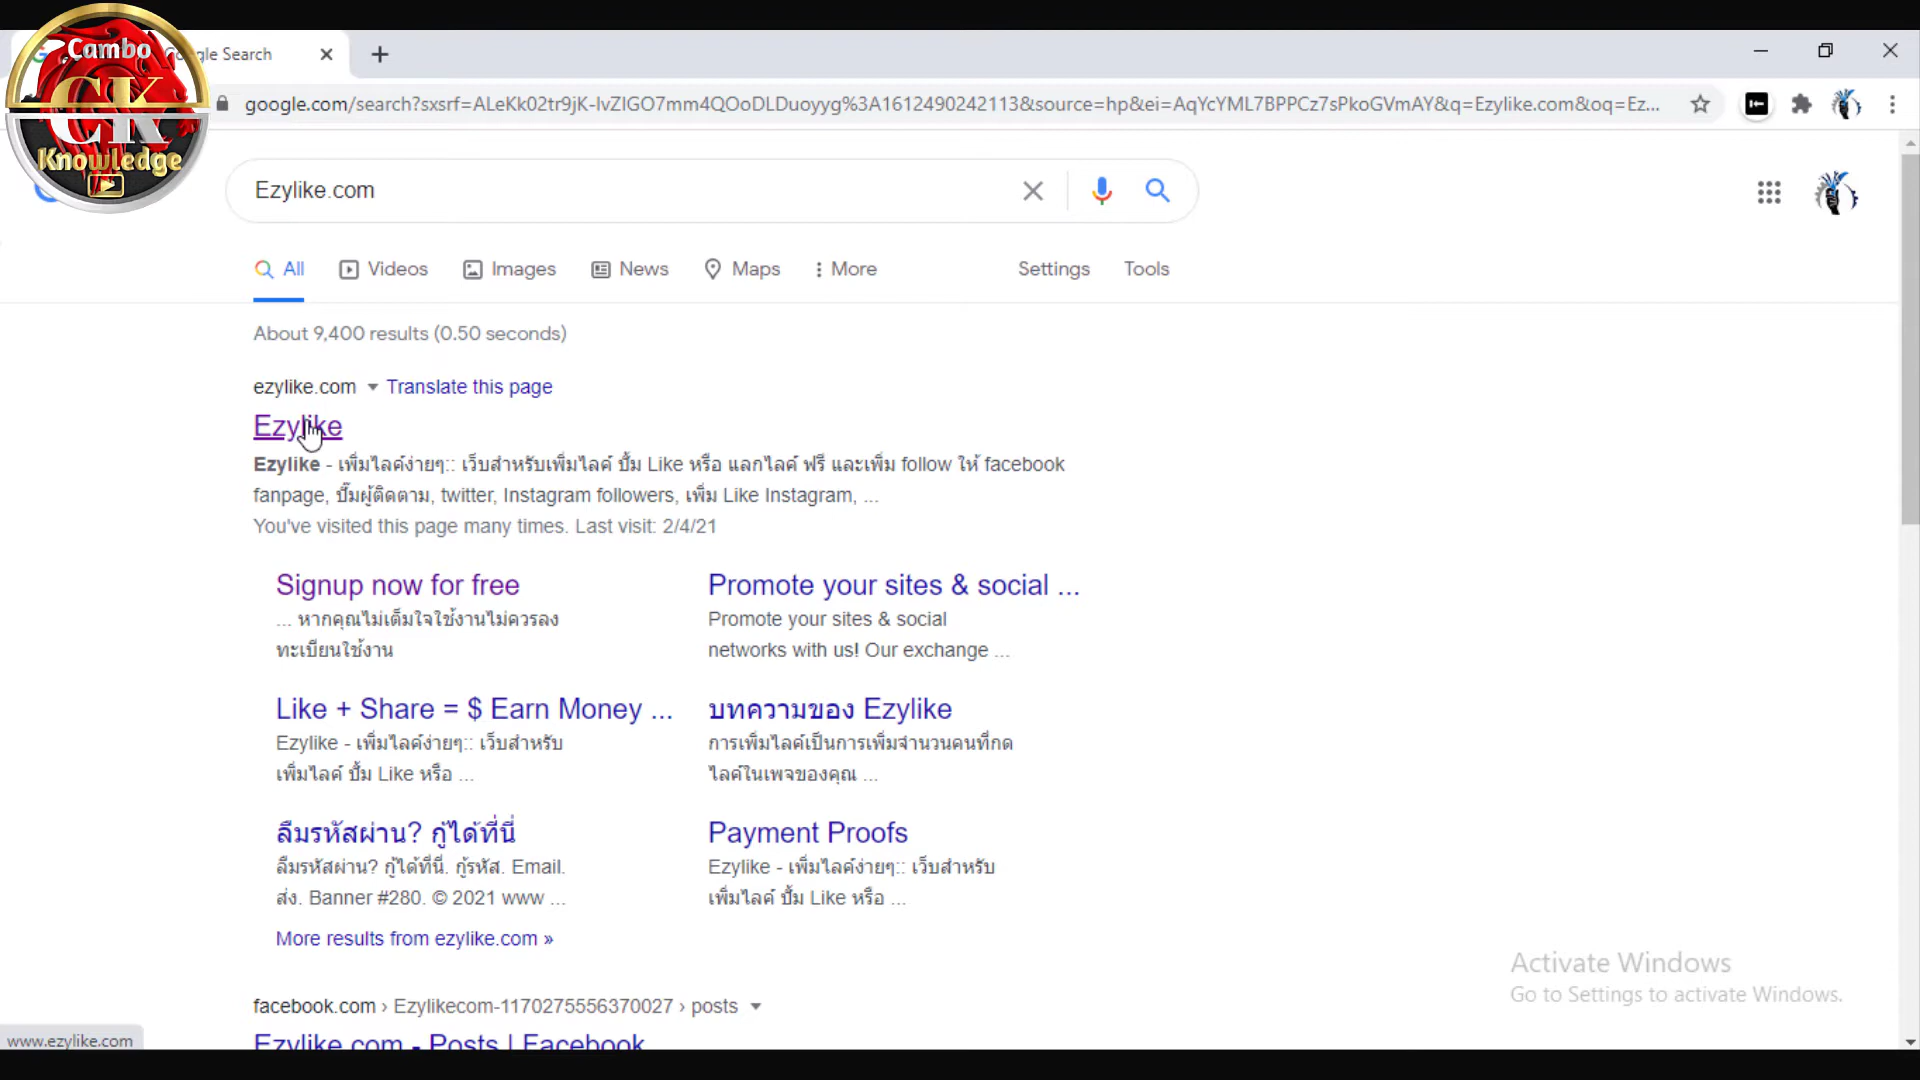 Cambo
CK
Knowledge
gle Search
google.com/search?sxsrf=ALeKk02tr9jK-lvZlGO7mm4QOoDLDuoyyg%3A1612490242113&source=hp&ei=AqYcYML7BPPCz7sPkoGVmAY&q=Ezylike.com&oq=Ez...
Ezylike.com
All Videos Images News Maps More Settings Tools
About 9,400 results (0.50 seconds)
ezylike.com Translate this page
Ezylike
Ezylike - เพิ่มไลค์ง่ายๆ:: เว็บสำหรับเพิ่มไลค์ ปั้ม Like หรือ แลกไลค์ ฟรี และเพิ่ม follow ให้ facebook
fanpage, ปั๊มผู้ติดตาม, twitter, Instagram followers, เพิ่ม Like Instagram, ...
You've visited this page many times. Last visit: 2/4/21
Signup now for free
... หากคุณไม่เต็มใจใช้งานไม่ควรลง
ทะเบียนใช้งาน
Promote your sites & social ...
Promote your sites & social
networks with us! Our exchange ...
Like + Share = $ Earn Money ...
Ezylike - เพิ่มไลค์ง่ายๆ:: เว็บสำหรับ
เพิ่มไลค์ ปั้ม Like หรือ ...
บทความของ Ezylike
การเพิ่มไลค์เป็นการเพิ่มจำนวนคนที่กด
ไลค์ในเพจของคุณ ...
ลืมรหัสผ่าน? กู้ได้ที่นี่
ลืมรหัสผ่าน? กู้ได้ที่นี่. กู้รหัส. Email.
ส่ง. Banner #280. © 2021 www ...
Payment Proofs
Ezylike - เพิ่มไลค์ง่ายๆ:: เว็บสำหรับ
เพิ่มไลค์ ปั้ม Like หรือ ...
More results from ezylike.com »
facebook.com › Ezylikecom-1170275556370027 › posts
Ezylike.com - Posts | Facebook
Activate Windows
Go to Settings to activate Windows.
www.ezylike.com